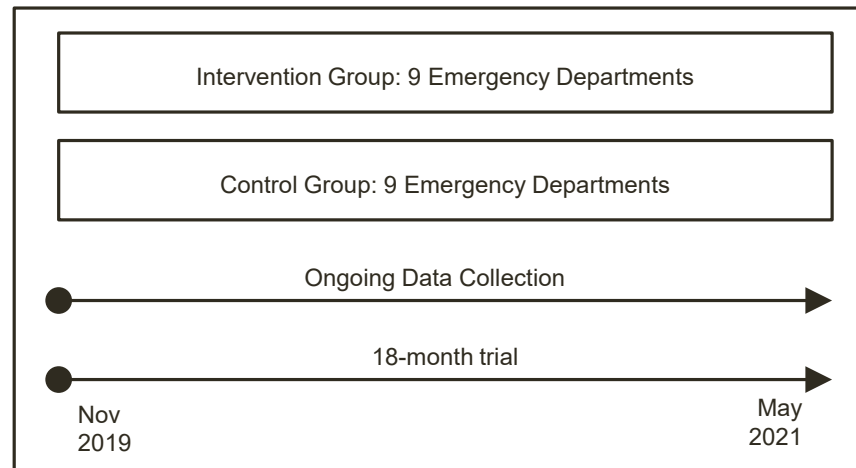 Intervention Group: 9 Emergency Departments
Control Group: 9 Emergency Departments
Ongoing Data Collection
18-month trial
Nov
2019
May
2021